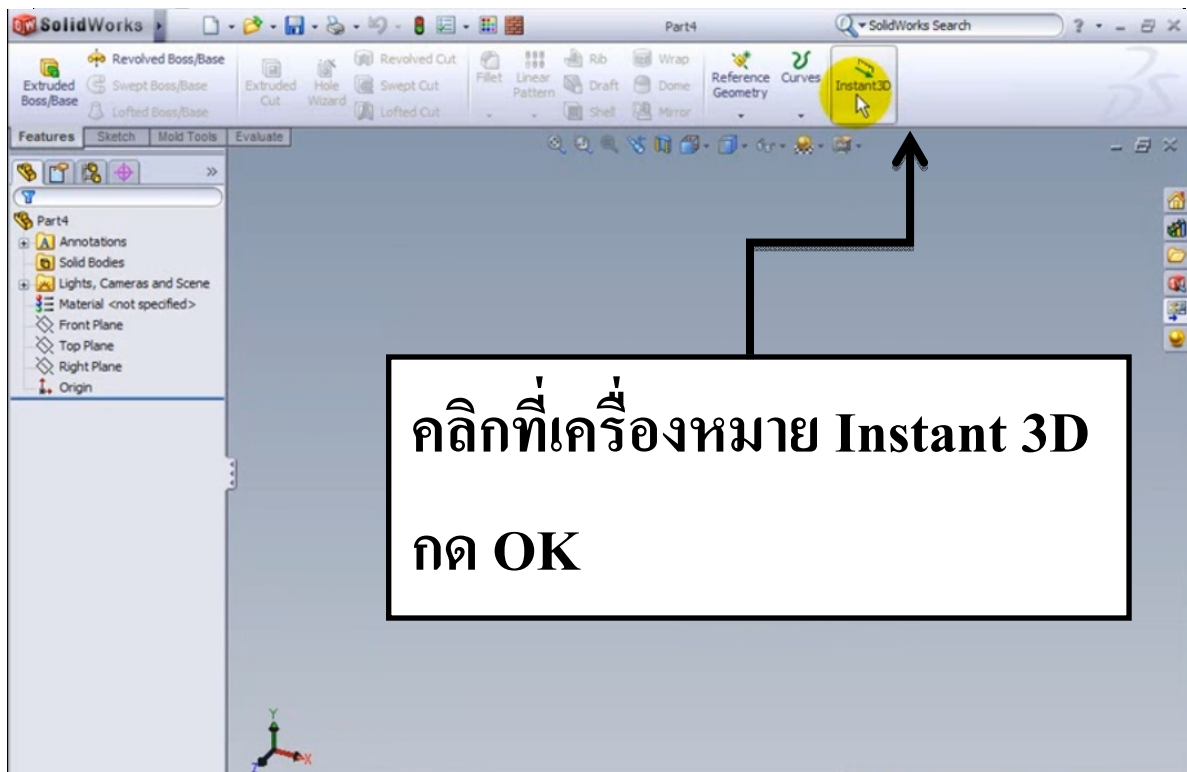 SolidWorks
Part4
SolidWorks Search
?
Extruded Boss/Base
Revolved Boss/Base
Swept Boss/Base
Lofted Boss/Base
Extruded Cut
Hole Wizard
Revolved Cut
Swept Cut
Lofted Cut
Fillet
Linear Pattern
Rib
Draft
Shell
Wrap
Dome
Mirror
Reference Geometry
Curves
Instant3D
Features
Sketch
Mold Tools
Evaluate
Part4
Annotations
Solid Bodies
Lights, Cameras and Scene
Material <not specified>
Front Plane
Top Plane
Right Plane
Origin
คลิกที่เครื่องหมาย Instant 3D
กด OK
Y
X
Z